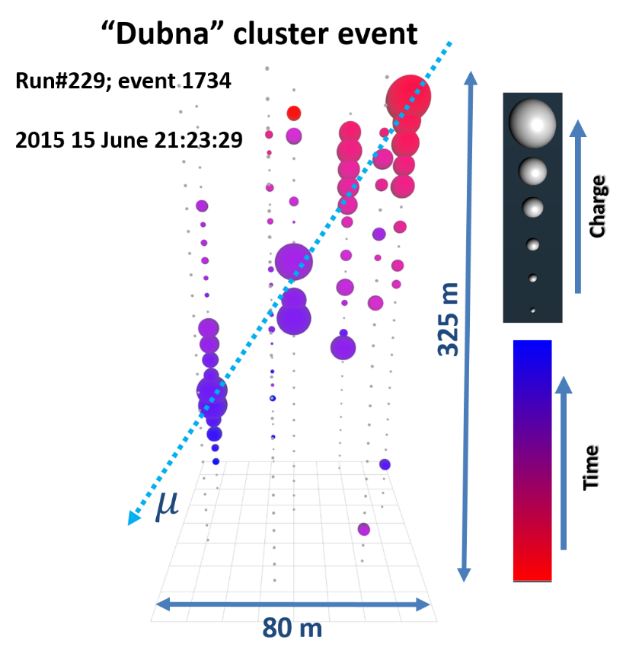 “Dubna” cluster event
Run#229; event 1734
2015 15 June 21:23:29
Charge
325 m
Time
μ
80 m